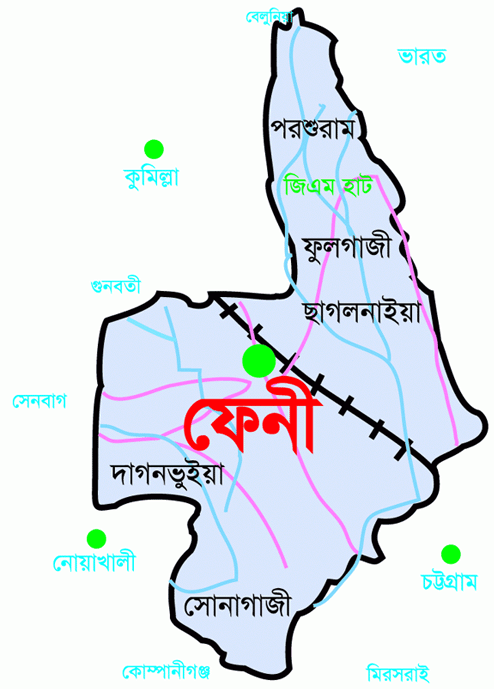 বেলুনিয়া
ভারত
পরশুরাম
কুমিল্লা
জিএম হাট
ফুলগাজী
গুনবতী
ছাগলনাইয়া
সেনবাগ
ফেনী
দাগনভুইয়া
নোয়াখালী
চট্টগ্রাম
সোনাগাজী
কোম্পানীগঞ্জ
মিরসরাই